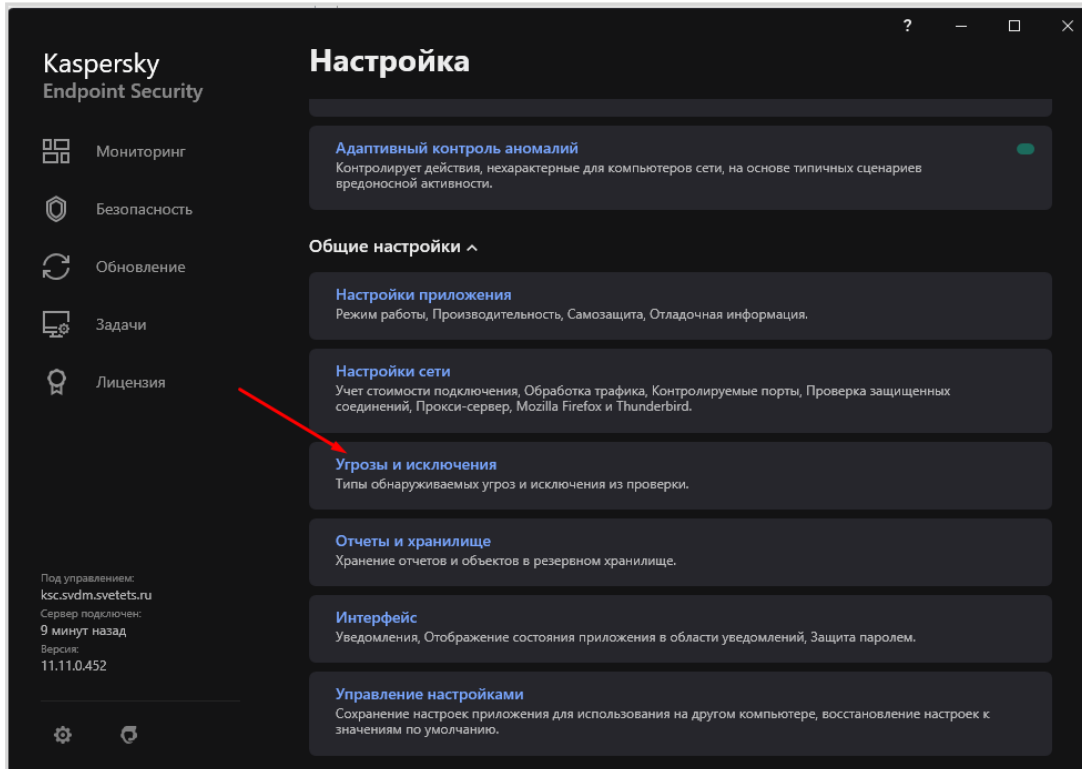 ?
Kaspersky
Endpoint Security
Мониторинг
Безопасность
Обновление
Задачи
Лицензия
Под управлением:
ksc.svdm.svetets.ru
Сервер подключен:
9 минут назад
Версия:
11.11.0.452
Настройка
Адаптивный контроль аномалий
Контролирует действия, нехарактерные для компьютеров сети, на основе типичных сценариев
вредоносной активности.
Общие настройки
Настройки приложения
Режим работы, Производительность, Самозащита, Отладочная информация.
Настройки сети
Учет стоимости подключения, Обработка трафика, Контролируемые порты, Проверка защищенных
соединений, Прокси-сервер, Mozilla Firefox и Thunderbird.
Угрозы и исключения
Типы обнаруживаемых угроз и исключения из проверки.
Отчеты и хранилище
Хранение отчетов и объектов в резервном хранилище.
Интерфейс
Уведомления, Отображение состояния приложения в области уведомлений, Защита паролем.
Управление настройками
Сохранение настроек приложения для использования на другом компьютере, восстановление настроек к
значениям по умолчанию.